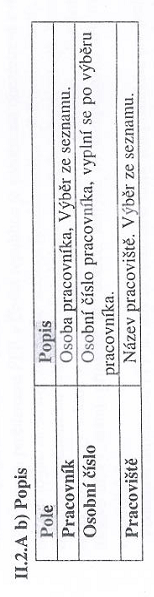 II.2.A b) Popis
Pole Popis
Pracovník Osoba pracovníka, Výběr ze seznamu.
Osobní číslo Osobní číslo pracovníka, vyplní se po výběru
pracovníka.
Pracoviště Název pracoviště. Výběr ze seznamu.